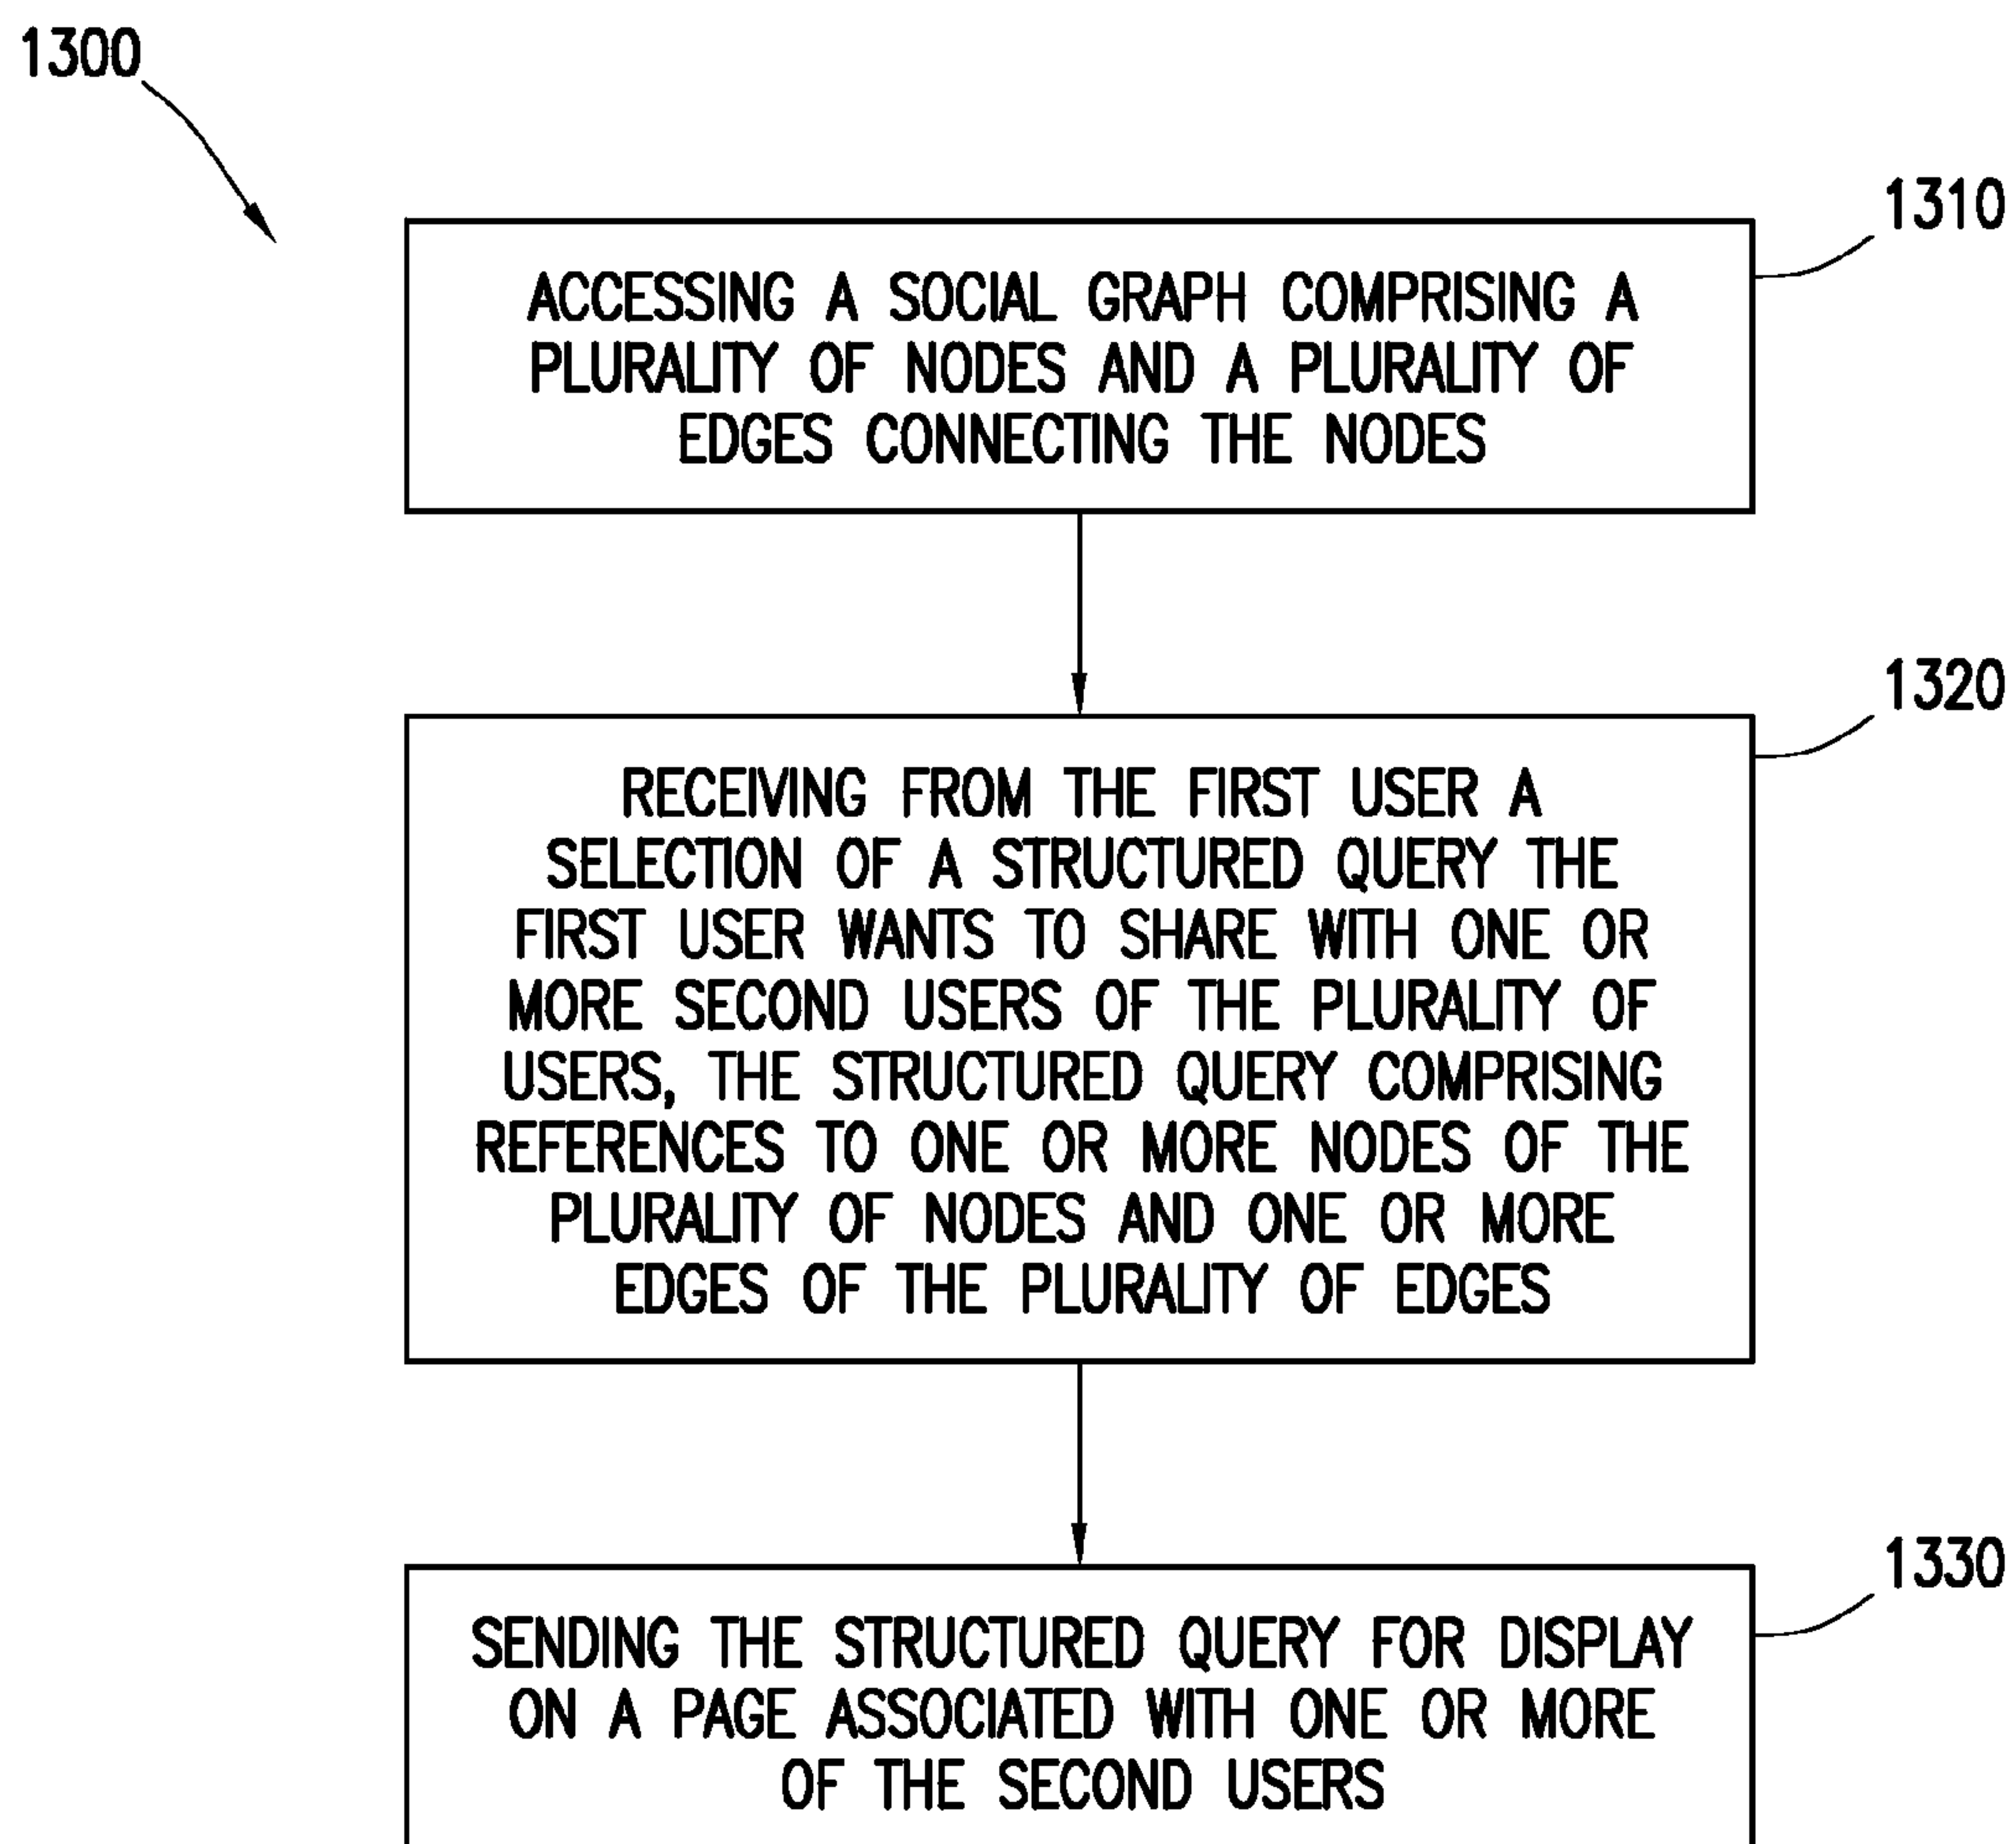 1300
1310
ACCESSING A SOCIAL GRAPH COMPRISING A
PLURALITY OF NODES AND A PLURALITY OF
EDGES CONNECTING THE NODES
1320
RECEIVING FROM THE FIRST USER A
SELECTION OF A STRUCTURED QUERY THE
FIRST USER WANTS TO SHARE WITH ONE OR
MORE SECOND USERS OF THE PLURALITY OF
USERS, THE STRUCTURED QUERY COMPRISING
REFERENCES TO ONE OR MORE NODES OF THE
PLURALITY OF NODES AND ONE OR MORE
EDGES OF THE PLURALITY OF EDGES
1330
SENDING THE STRUCTURED QUERY FOR DISPLAY
ON A PAGE ASSOCIATED WITH ONE OR MORE
OF THE SECOND USERS